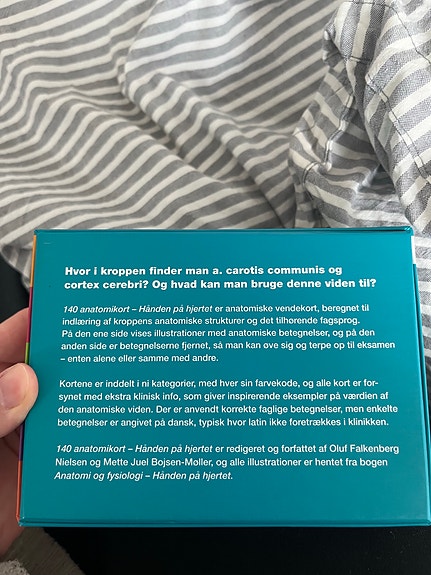 Hvor i kroppen finder man a. carotis communis og
cortex cerebri? Og hvad kan man bruge denne viden til?
140 anatomikort – Hånden på hjertet er anatomiske vendekort, beregnet til
indlæring af kroppens anatomiske strukturer og det tilhørende fagsprog.
På den ene side vises illustrationer med anatomiske betegnelser, og på den
anden side er betegnelserne fjernet, så man kan øve sig og terpe op til eksamen
– enten alene eller samme med andre.
Kortene er inddelt i ni kategorier, med hver sin farvekode, og alle kort er for-
synet med ekstra klinisk info, som giver inspirerende eksempler på værdien af
den anatomiske viden. Der er anvendt korrekte faglige betegnelser, men enkelte
betegnelser er angivet på dansk, typisk hvor latin ikke foretrækkes i klinikken.
140 anatomikort – Hånden på hjertet er redigeret og forfattet af Oluf Falkenberg
Nielsen og Mette Juel Bojsen-Møller, og alle illustrationer er hentet fra bogen
Anatomi og fysiologi – Hånden på hjertet.